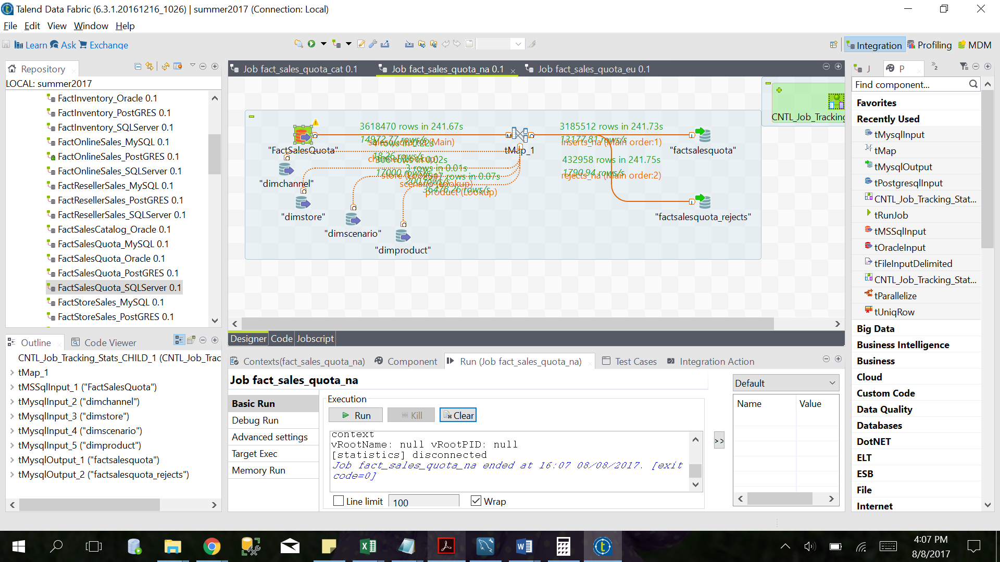 Talend Data Fabric (6.3.1.20161216_1026) | summer2017 (Connection: Local)
File Edit View Window Help
Learn Ask Exchange
Integration Profiling MDM
Repository
LOCAL: summer2017
FactInventory_Oracle 0.1
FactInventory_PostGRES 0.1
FactInventory_SQLServer 0.1
FactOnlineSales_MySQL 0.1
FactOnlineSales_PostGRES 0.1
FactOnlineSales_SQLServer 0.1
FactResellerSales_MySQL 0.1
FactResellerSales_PostGRES 0.1
FactResellerSales_SQLServer 0.1
FactSalesCatalog_Oracle 0.1
FactSalesQuota_MySQL 0.1
FactSalesQuota_Oracle 0.1
FactSalesQuota_PostGRES 0.1
FactSalesQuota_SQLServer 0.1
FactStoreSales_MySQL 0.1
FactStoreSales_PostGRES 0.1
Outline Code Viewer
CNTL_Job_Tracking_Stats_CHILD_1 (CNTL_Job_Trac
tMap_1
tMSSqlInput_1 ("FactSalesQuota")
tMysqlInput_2 ("dimchannel")
tMysqlInput_3 ("dimstore")
tMysqlInput_4 ("dimscenario")
tMysqlInput_5 ("dimproduct")
tMysqlOutput_1 ("factsalesquota")
tMysqlOutput_2 ("factsalesquota_rejects")
Job fact_sales_quota_cat 0.1 Job fact_sales_quota_na 0.1 Job fact_sales_quota_eu 0.1
CNTL_Job_Tracking
3618470 rows in 241.67s
14972.77 rows/s
(Main)
"FactSalesQuota"
tMap_1
3185512 rows in 241.73s
13177.81 rows/s
inserts_na (Main order:1)
"factsalesquota"
432958 rows in 241.75s
1790.94 rows/s
rejects_na (Main order:2)
"factsalesquota_rejects"
18.26 rows/s
306 rows in 0.02s
"dimchannel"
3 rows in 0.01s
17000 rows/s
store (Lookup)
"dimstore"
rows in 0.07s
scenario (Lookup)
36478.26 rows/s
product (Lookup)
"dimscenario"
"dimproduct"
Designer Code Jobscript
Contexts(fact_sales_quota_na) Component Run (Job fact_sales_quota_na) Test Cases Integration Action
Job fact_sales_quota_na
Basic Run
Debug Run
Advanced settings
Target Exec
Memory Run
Execution
Run Kill Clear
context
vRootName: null vRootPID: null
[statistics] disconnected
Job fact_sales_quota_na ended at 16:07 08/08/2017. [exit
code=0]
Line limit 100 Wrap
>>
Default
Name Value
J P
Find component...
Favorites
Recently Used
tMysqlInput
tMap
tMysqlOutput
tPostgresqlInput
CNTL_Job_Tracking_Stat...
tRunJob
tMSSqlInput
tOracleInput
tFileInputDelimited
CNTL_Job_Tracking_Stat...
tParallelize
tUniqRow
Big Data
Business Intelligence
Business
Cloud
Custom Code
Data Quality
Databases
DotNET
ELT
ESB
File
Internet
4:07 PM
8/8/2017